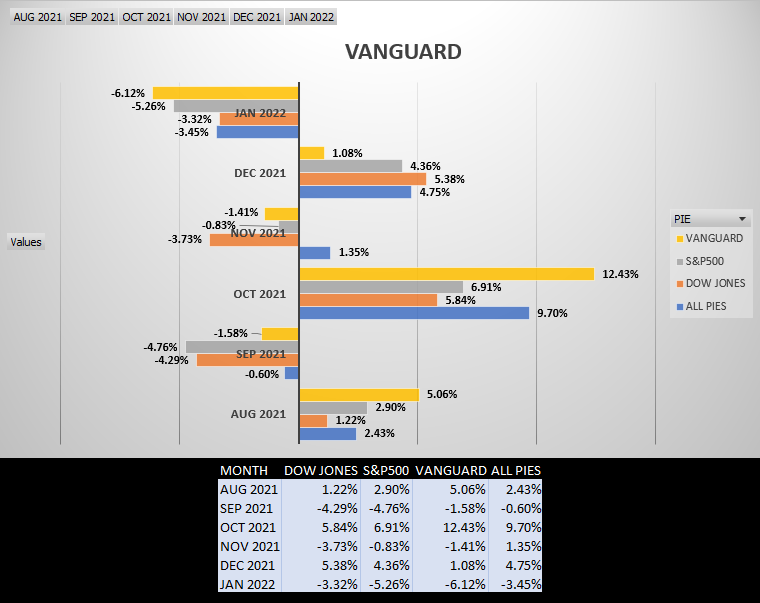 AUG 2021 SEP 2021 OCT 2021 NOV 2021 DEC 2021 JAN 2022
VANGUARD
-6.12%
-5.26%
-3.32%
-3.45%
JAN 2022
1.08%
4.36%
5.38%
4.75%
DEC 2021
-1.41%
-0.83%
-3.73%
1.35%
NOV 2021
12.43%
6.91%
5.84%
9.70%
OCT 2021
-1.58%
-4.76%
-4.29%
-0.60%
SEP 2021
5.06%
2.90%
1.22%
2.43%
AUG 2021
Values
PIE
VANGUARD
S&P500
DOW JONES
ALL PIES
MONTH DOW JONES S&P500 VANGUARD ALL PIES
AUG 2021 1.22% 2.90% 5.06% 2.43%
SEP 2021 -4.29% -4.76% -1.58% -0.60%
OCT 2021 5.84% 6.91% 12.43% 9.70%
NOV 2021 -3.73% -0.83% -1.41% 1.35%
DEC 2021 5.38% 4.36% 1.08% 4.75%
JAN 2022 -3.32% -5.26% -6.12% -3.45%